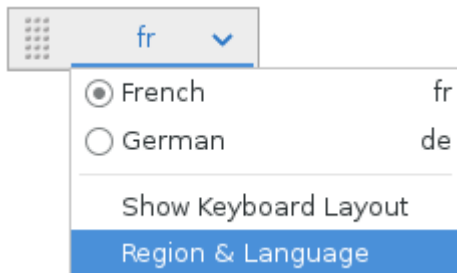 fr
French fr
German de
Show Keyboard Layout
Region & Language